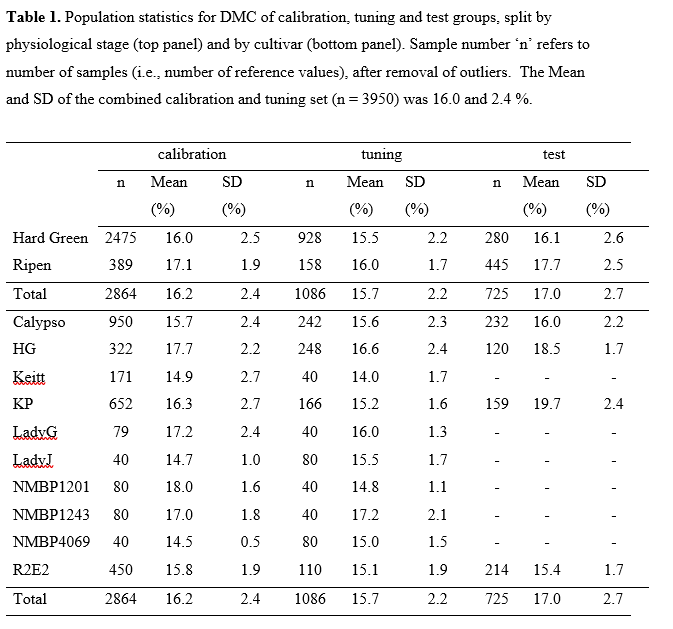 Table 1. Population statistics for DMC of calibration, tuning and test groups, split by
physiological stage (top panel) and by cultivar (bottom panel). Sample number ‘n’ refers to
number of samples (i.e., number of reference values), after removal of outliers.  The Mean
and SD of the combined calibration and tuning set (n = 3950) was 16.0 and 2.4 %.
calibration tuning test
n Mean SD n Mean SD n Mean SD
(%) (%) (%) (%) (%) (%)
Hard Green 2475 16.0 2.5 928 15.5 2.2 280 16.1 2.6
Ripen 389 17.1 1.9 158 16.0 1.7 445 17.7 2.5
Total 2864 16.2 2.4 1086 15.7 2.2 725 17.0 2.7
Calypso 950 15.7 2.4 242 15.6 2.3 232 16.0 2.2
HG 322 17.7 2.2 248 16.6 2.4 120 18.5 1.7
Keitt 171 14.9 2.7 40 14.0 1.7 - - -
KP 652 16.3 2.7 166 15.2 1.6 159 19.7 2.4
LadyG 79 17.2 2.4 40 16.0 1.3 - - -
LadyJ 40 14.7 1.0 80 15.5 1.7 - - -
NMBP1201 80 18.0 1.6 40 14.8 1.1 - - -
NMBP1243 80 17.0 1.8 40 17.2 2.1 - - -
NMBP4069 40 14.5 0.5 80 15.0 1.5 - - -
R2E2 450 15.8 1.9 110 15.1 1.9 214 15.4 1.7
Total 2864 16.2 2.4 1086 15.7 2.2 725 17.0 2.7